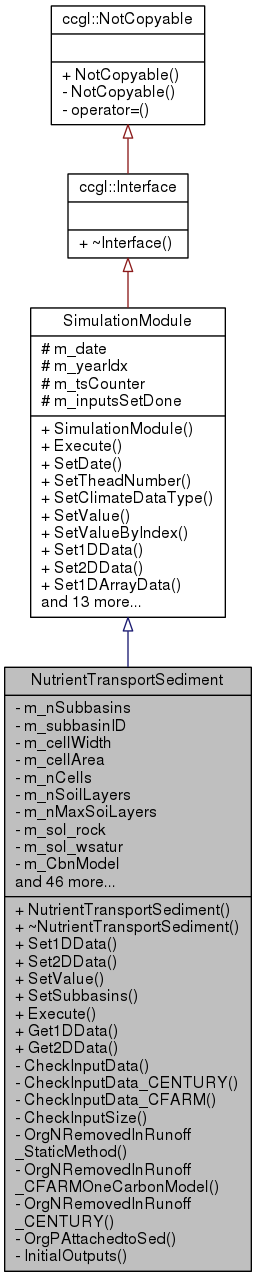 ccgl::NotCopyable
+ NotCopyable()
- NotCopyable()
- operator=()
ccgl::Interface
+ ~Interface()
SimulationModule
# m_date
# m_yearIdx
# m_tsCounter
# m_inputsSetDone
+ SimulationModule()
+ Execute()
+ SetDate()
+ SetTheadNumber()
+ SetClimateDataType()
+ SetValue()
+ SetValueByIndex()
+ Set1DData()
+ Set2DData()
+ Set1DArrayData()
and 13 more...
NutrientTransportSediment
- m_nSubbasins
- m_subbasinID
- m_cellWidth
- m_cellArea
- m_nCells
- m_nSoilLayers
- m_nMaxSoiLayers
- m_sol_rock
- m_sol_wsatur
- m_CbnModel
and 46 more...
+ NutrientTransportSediment()
+ ~NutrientTransportSediment()
+ Set1DData()
+ Set2DData()
+ SetValue()
+ SetSubbasins()
+ Execute()
+ Get1DData()
+ Get2DData()
- CheckInputData()
- CheckInputData_CENTURY()
- CheckInputData_CFARM()
- CheckInputSize()
- OrgNRemovedInRunoff
_StaticMethod()
- OrgNRemovedInRunoff
_CFARMOneCarbonModel()
- OrgNRemovedInRunoff
_CENTURY()
- OrgPAttachedtoSed()
- InitialOutputs()